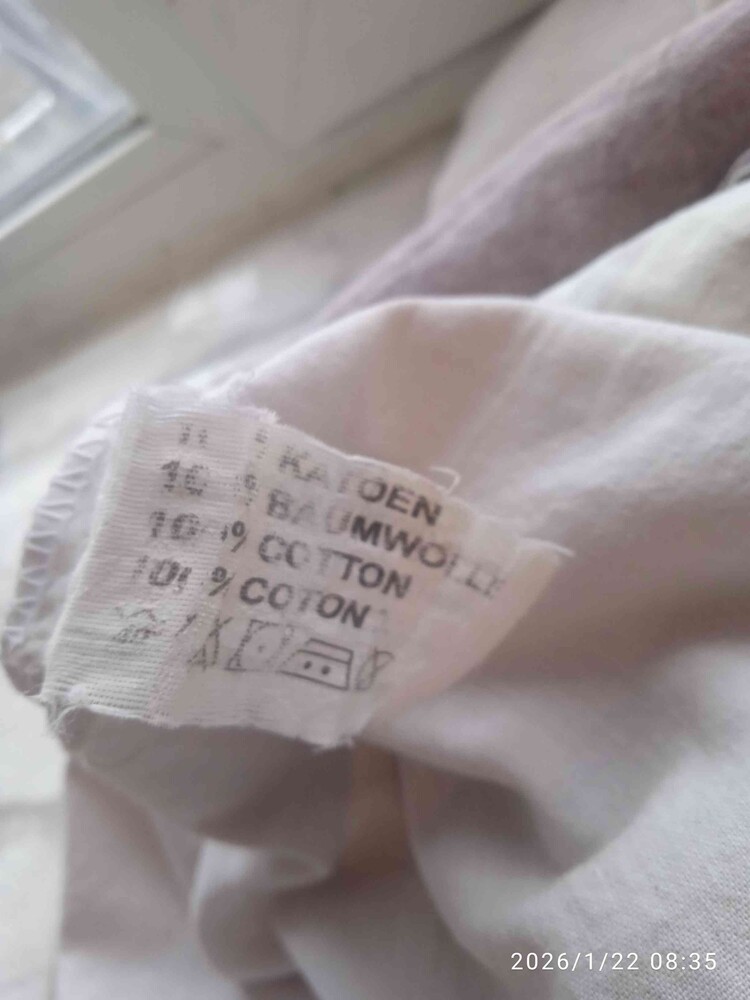 KATOEN
BAUMWOLLE
% COTTON
% COTON
2026/1/22 08:35